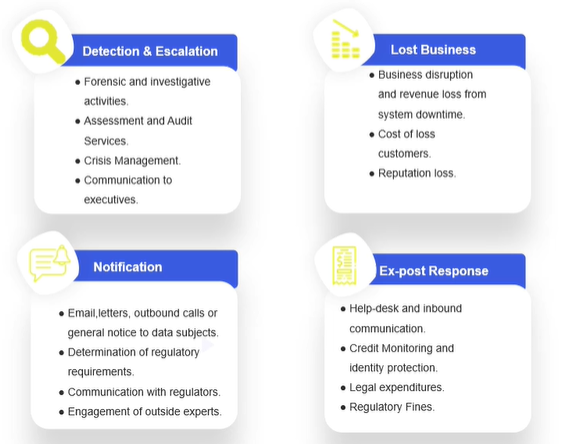 Detection & Escalation
● Forensic and investigative
activities.
● Assessment and Audit
Services.
● Crisis Management.
● Communication to
executives.
Lost Business
● Business disruption
and revenue loss from
system downtime.
● Cost of loss
customers.
● Reputation loss.
Notification
● Email,letters, outbound calls or
general notice to data subjects.
● Determination of regulatory
requirements.
● Communication with regulators.
● Engagement of outside experts.
Ex-post Response
● Help-desk and inbound
communication.
● Credit Monitoring and
identity protection.
● Legal expenditures.
● Regulatory Fines.